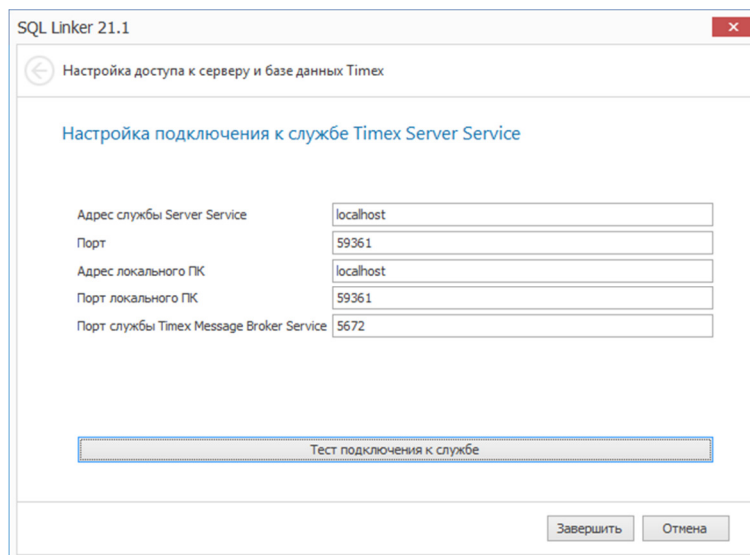 SQL Linker 21.1
Настройка доступа к серверу и базе данных Timex
Настройка подключения к службе Timex Server Service
Адрес службы Server Service localhost
Порт 59361
Адрес локального ПК localhost
Порт локального ПК 59361
Порт службы Timex Message Broker Service 5672
Тест подключения к службе
Завершить Отмена